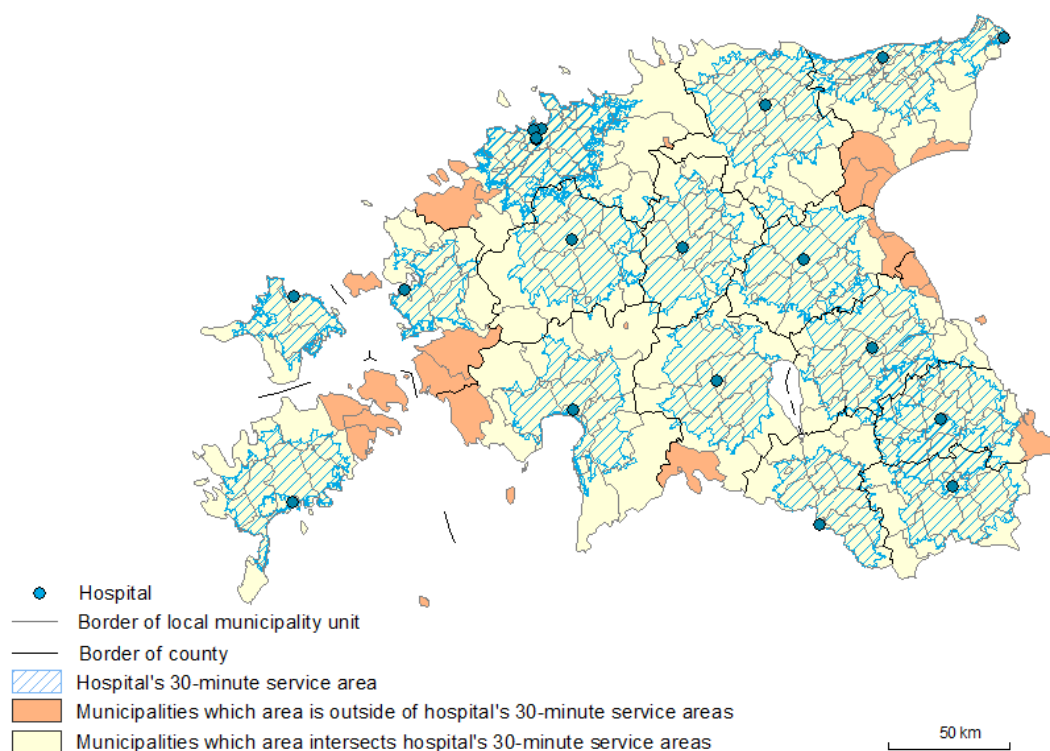 Hospital
Border of local municipality unit
Border of county
Hospital's 30-minute service area
Municipalities which area is outside of hospital's 30-minute service areas
Municipalities which area intersects hospital's 30-minute service areas
50 km